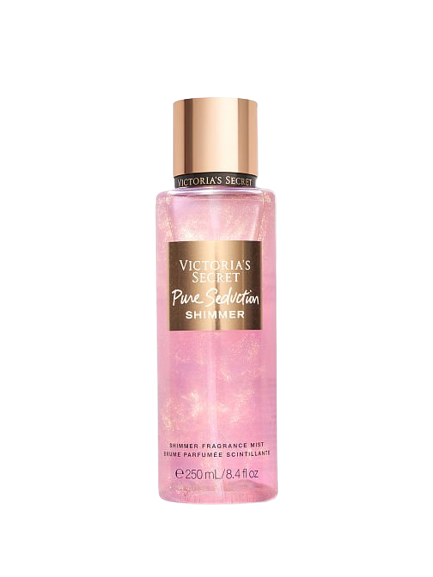 VICTORIA'S SECRET
VICTORIA'S
SECRET
Pure Seduction
SHIMMER
SHIMMER FRAGRANCE MIST
BRUME PARFUMÉE SCINTILLANTE
℮250 mL/8.4 fl oz